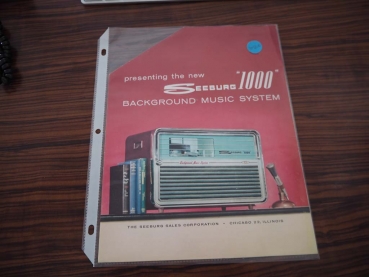 presenting the new
SEEBURG "1000"
BACKGROUND MUSIC SYSTEM
THE SEEBURG SALES CORPORATION • CHICAGO 22, ILLINOIS